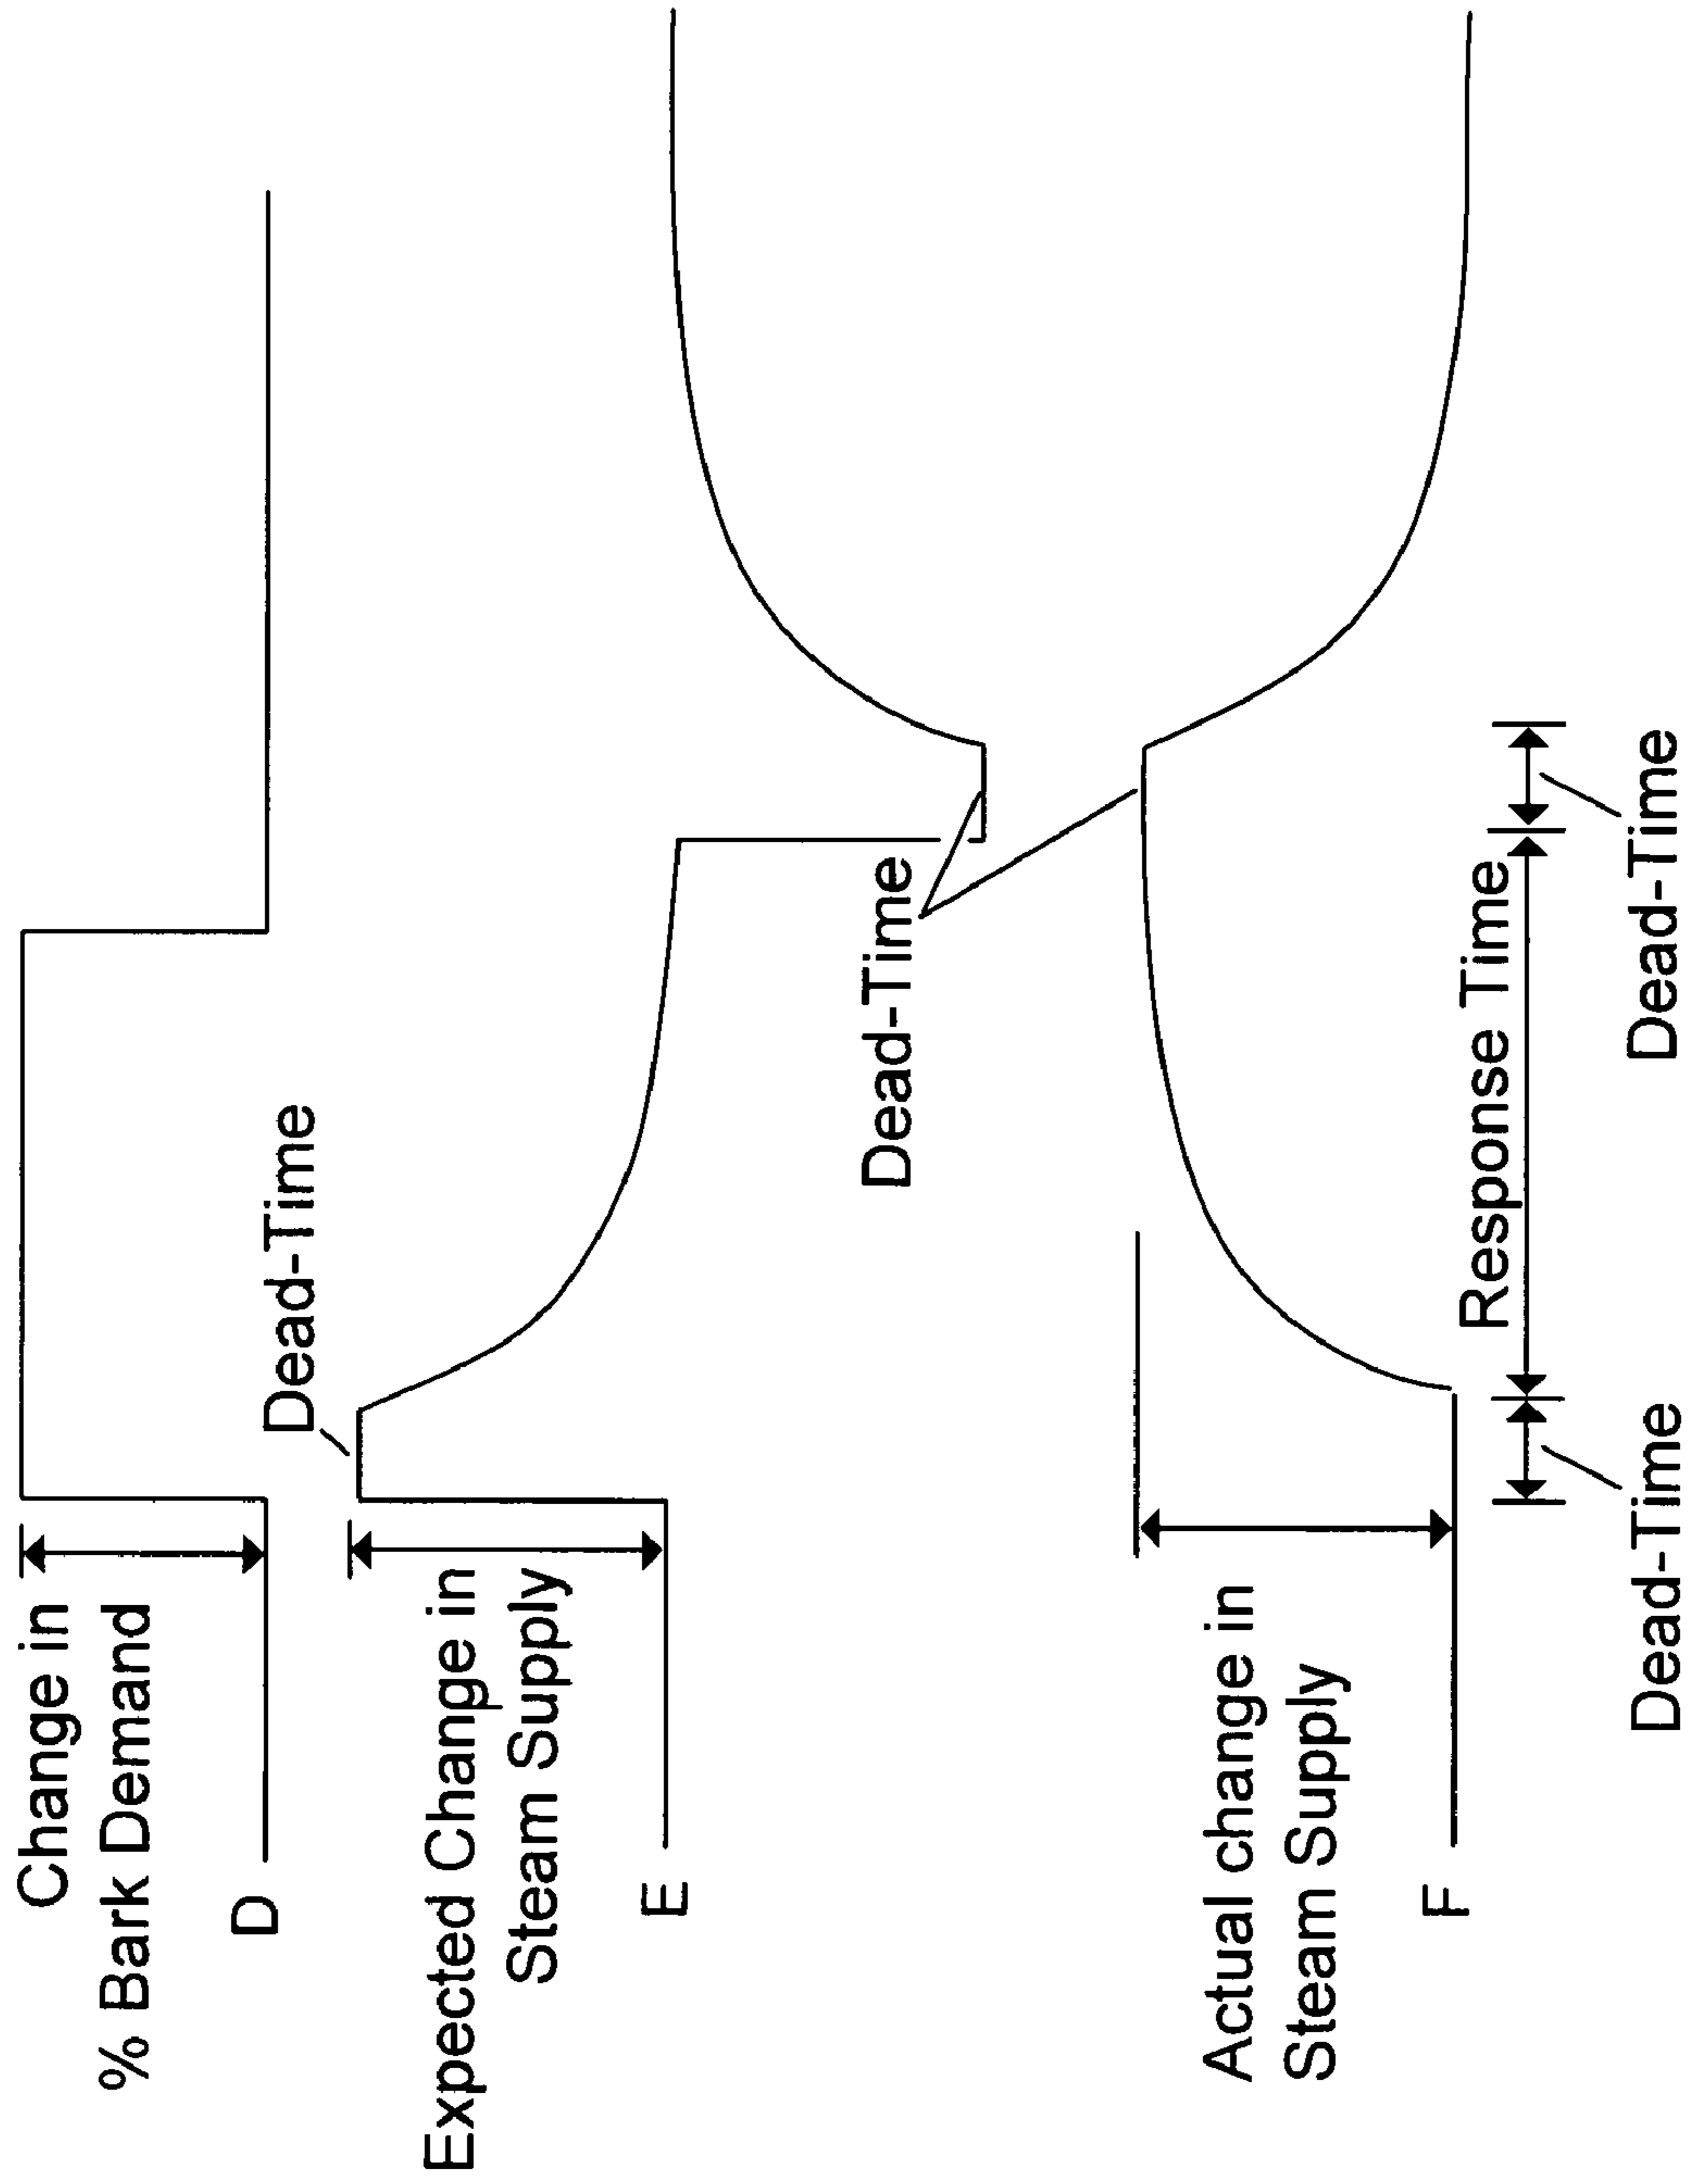 Change in
% Bark Demand
D
Dead-Time
Expected Change in
Steam Supply
E
Dead-Time
Actual change in
Steam Supply
F
Response Time
Dead-Time
Dead-Time